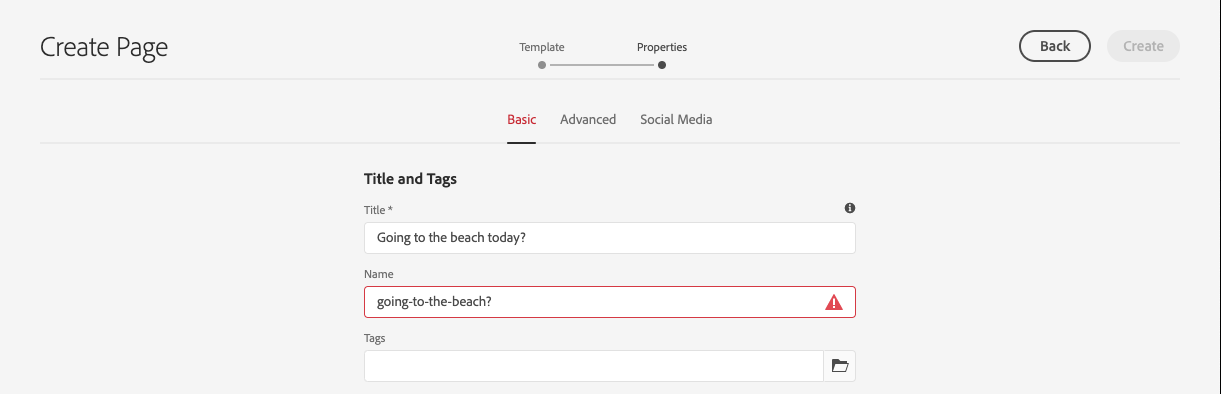 Create Page
Template
Properties
Back
Create
Basic
Advanced
Social Media
Title and Tags
Title *
Going to the beach today?
Name
going-to-the-beach?
Tags